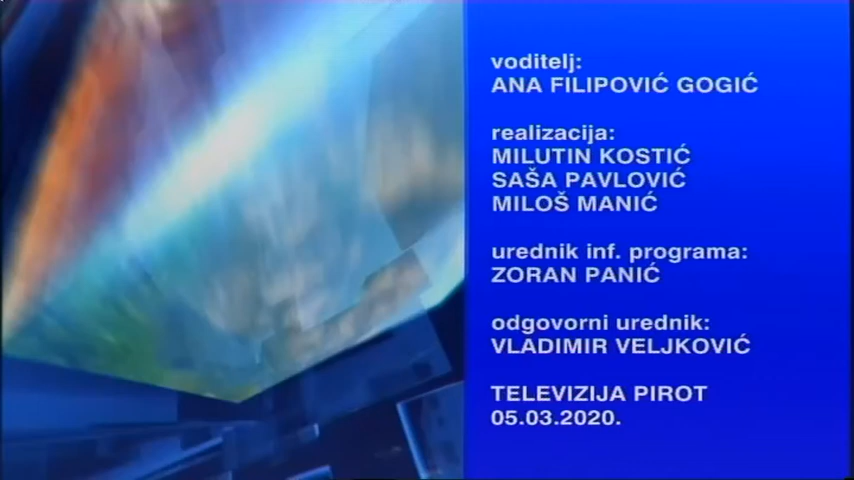 voditelj:
ANA FILIPOVIĆ GOGIĆ
realizacija:
MILUTIN KOSTIĆ
SAŠA PAVLOVIĆ
MILOŠ MANIĆ
urednik inf. programa:
ZORAN PANIĆ
odgovorni urednik:
VLADIMIR VELJKOVIĆ
TELEVIZIJA PIROT
05.03.2020.